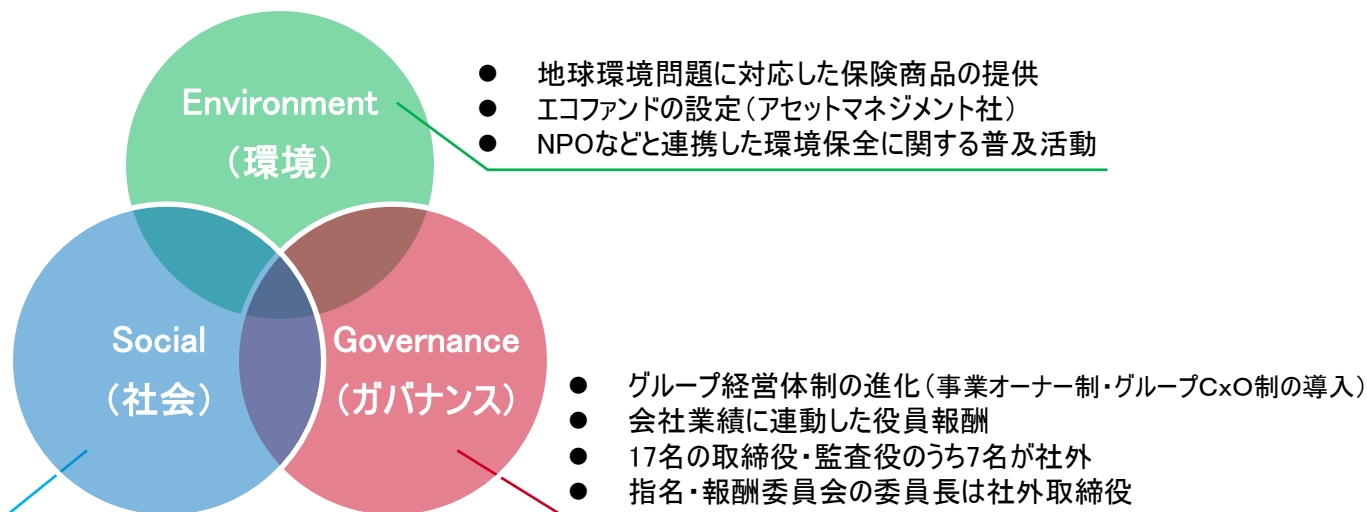 Environment
（環境）
● 地球環境問題に対応した保険商品の提供
● エコファンドの設定（アセットマネジメント社）
● NPOなどと連携した環境保全に関する普及活動
Social
（社会）
Governance
（ガバナンス）
● グループ経営体制の進化（事業オーナー制・グループCxO制の導入）
● 会社業績に連動した役員報酬
● 17名の取締役・監査役のうち7名が社外
● 指名・報酬委員会の委員長は社外取締役